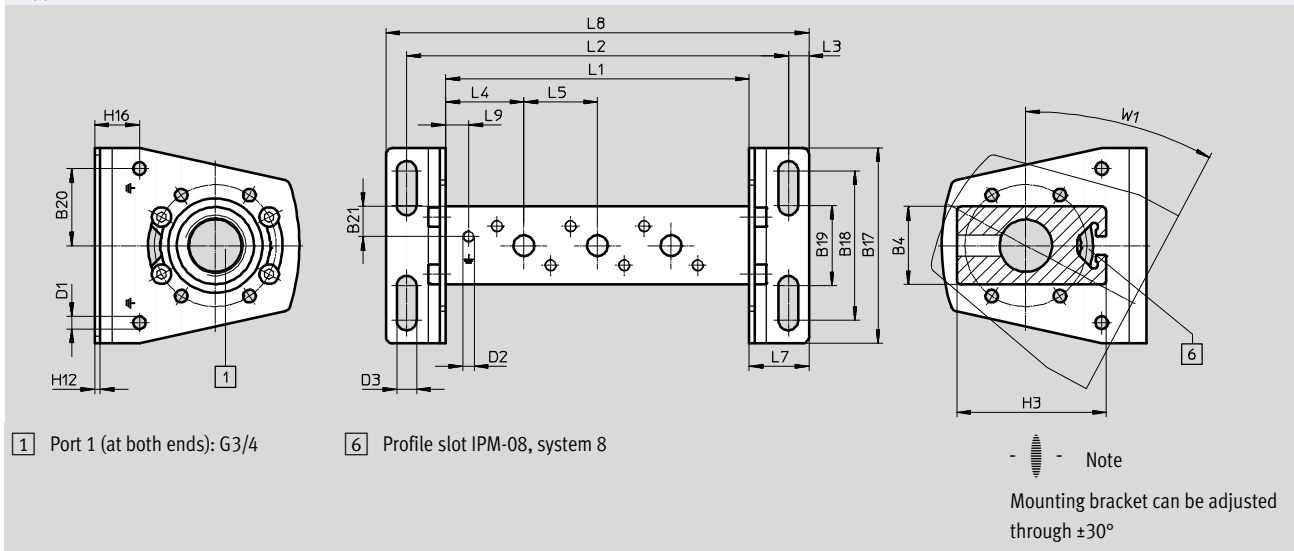 L8
L2
L3
L1
L4
L5
L9
H16
B20
D1
H12
1
B21
B19
B18
B17
D2
D3
L7
W1
B4
6
H3
1 Port 1 (at both ends): G3/4
6 Profile slot IPM-08, system 8
- - Note
Mounting bracket can be adjusted
through ±30°